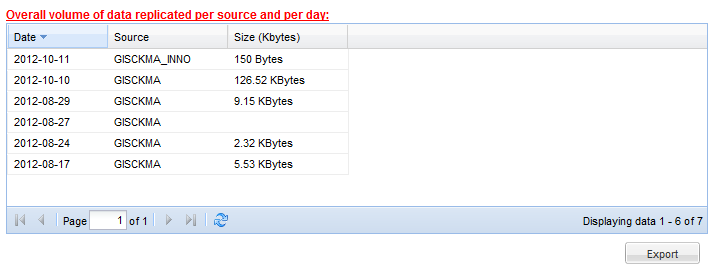 Overall volume of data replicated per source and per day:
Date Source Size (Kbytes)
2012-10-11 GISCKMA_INNO 150 Bytes
2012-10-10 GISCKMA 126.52 KBytes
2012-08-29 GISCKMA 9.15 KBytes
2012-08-27 GISCKMA
2012-08-24 GISCKMA 2.32 KBytes
2012-08-17 GISCKMA 5.53 KBytes
Page 1 of 1 Displaying data 1 - 6 of 7
Export